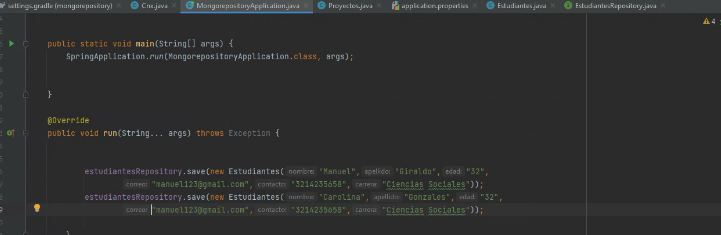 settings.gradle (mongorepository) Cnx.java MongorepositoryApplication.java Proyectos.java application.properties Estudiantes.java EstudiantesRepository.java
4
public static void main(String[] args) {
SpringApplication.run(MongorepositoryApplication.class, args);
}
@Override
public void run(String... args) throws Exception {
estudiantesRepository.save(new Estudiantes( nombre: "Manuel", apellido: "Giraldo", edad: "32",
correo: "manuel123@gmail.com", contacto: "3214235658", carrera: "Ciencias Sociales"));
estudiantesRepository.save(new Estudiantes( nombre: "Carolina", apellido: "Gonzales", edad: "32",
correo: "manuel123@gmail.com", contacto: "3214235658", carrera: "Ciencias Sociales"));
}